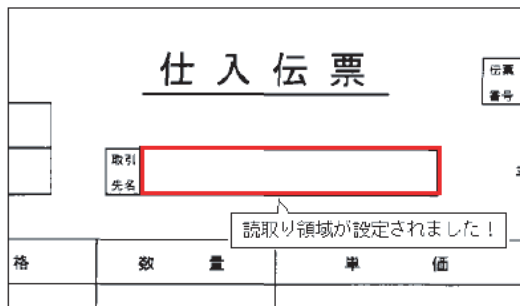 仕入伝票
伝票
番号
取引
先名
読取り領域が設定されました！
格 数量 単価